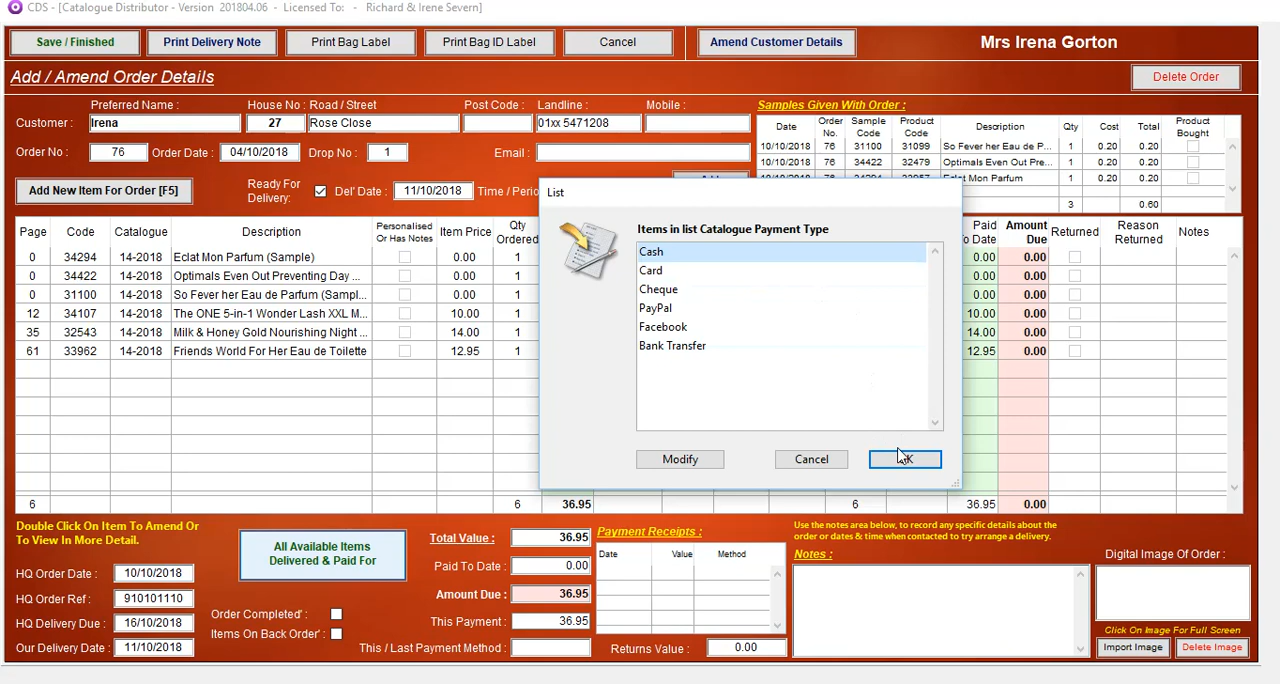 CDS - [Catalogue Distributor - Version 201804.06 - Licensed To: - Richard & Irene Severn]
Save / Finished Print Delivery Note Print Bag Label Print Bag ID Label Cancel Amend Customer Details Mrs Irena Gorton
Add / Amend Order Details Delete Order
Preferred Name : House No : Road / Street Post Code : Landline : Mobile : Samples Given With Order :
Customer : Irena 27 Rose Close 01xx 5471208
Date Order No. Sample Code Product Code Description Qty Cost Total Product Bought
10/10/2018 76 31100 31099 So Fever her Eau de P... 1 0.20 0.20
Order No : 76 Order Date : 04/10/2018 Drop No : 1 Email :
10/10/2018 76 34422 32479 Optimals Even Out Pre... 1 0.20 0.20
Eclat Mon Parfum 1 0.20 0.20
3 0.60
Add New Item For Order [F5] Ready For Delivery: Del' Date : 11/10/2018 Time / Perio
Page Code Catalogue Description Personalised Or Has Notes Item Price Qty Ordered Paid To Date Amount Due Returned Reason Returned Notes
0 34294 14-2018 Eclat Mon Parfum (Sample) 0.00 1 0.00 0.00
0 34422 14-2018 Optimals Even Out Preventing Day ... 0.00 1 0.00 0.00
0 31100 14-2018 So Fever her Eau de Parfum (Sampl... 0.00 1 0.00 0.00
12 34107 14-2018 The ONE 5-in-1 Wonder Lash XXL M... 10.00 1 10.00 0.00
35 32543 14-2018 Milk & Honey Gold Nourishing Night ... 14.00 1 14.00 0.00
61 33962 14-2018 Friends World For Her Eau de Toilette 12.95 1 12.95 0.00
6 6 36.95 6 36.95 0.00
List
Items in list Catalogue Payment Type
Cash
Card
Cheque
PayPal
Facebook
Bank Transfer
Modify Cancel
Double Click On Item To Amend Or
To View In More Detail.
All Available Items
Delivered & Paid For
HQ Order Date : 10/10/2018
HQ Order Ref : 910101110
HQ Delivery Due : 16/10/2018
Our Delivery Date : 11/10/2018
Order Completed' :
Items On Back Order' :
Total Value : 36.95
Paid To Date : 0.00
Amount Due : 36.95
This Payment : 36.95
This / Last Payment Method :
Payment Receipts :
Date Value Method
Returns Value : 0.00
Use the notes area below, to record any specific details about the
order or dates & time when contacted to try arrange a delivery.
Notes :
Digital Image Of Order :
Click On Image For Full Screen
Import Image Delete Image